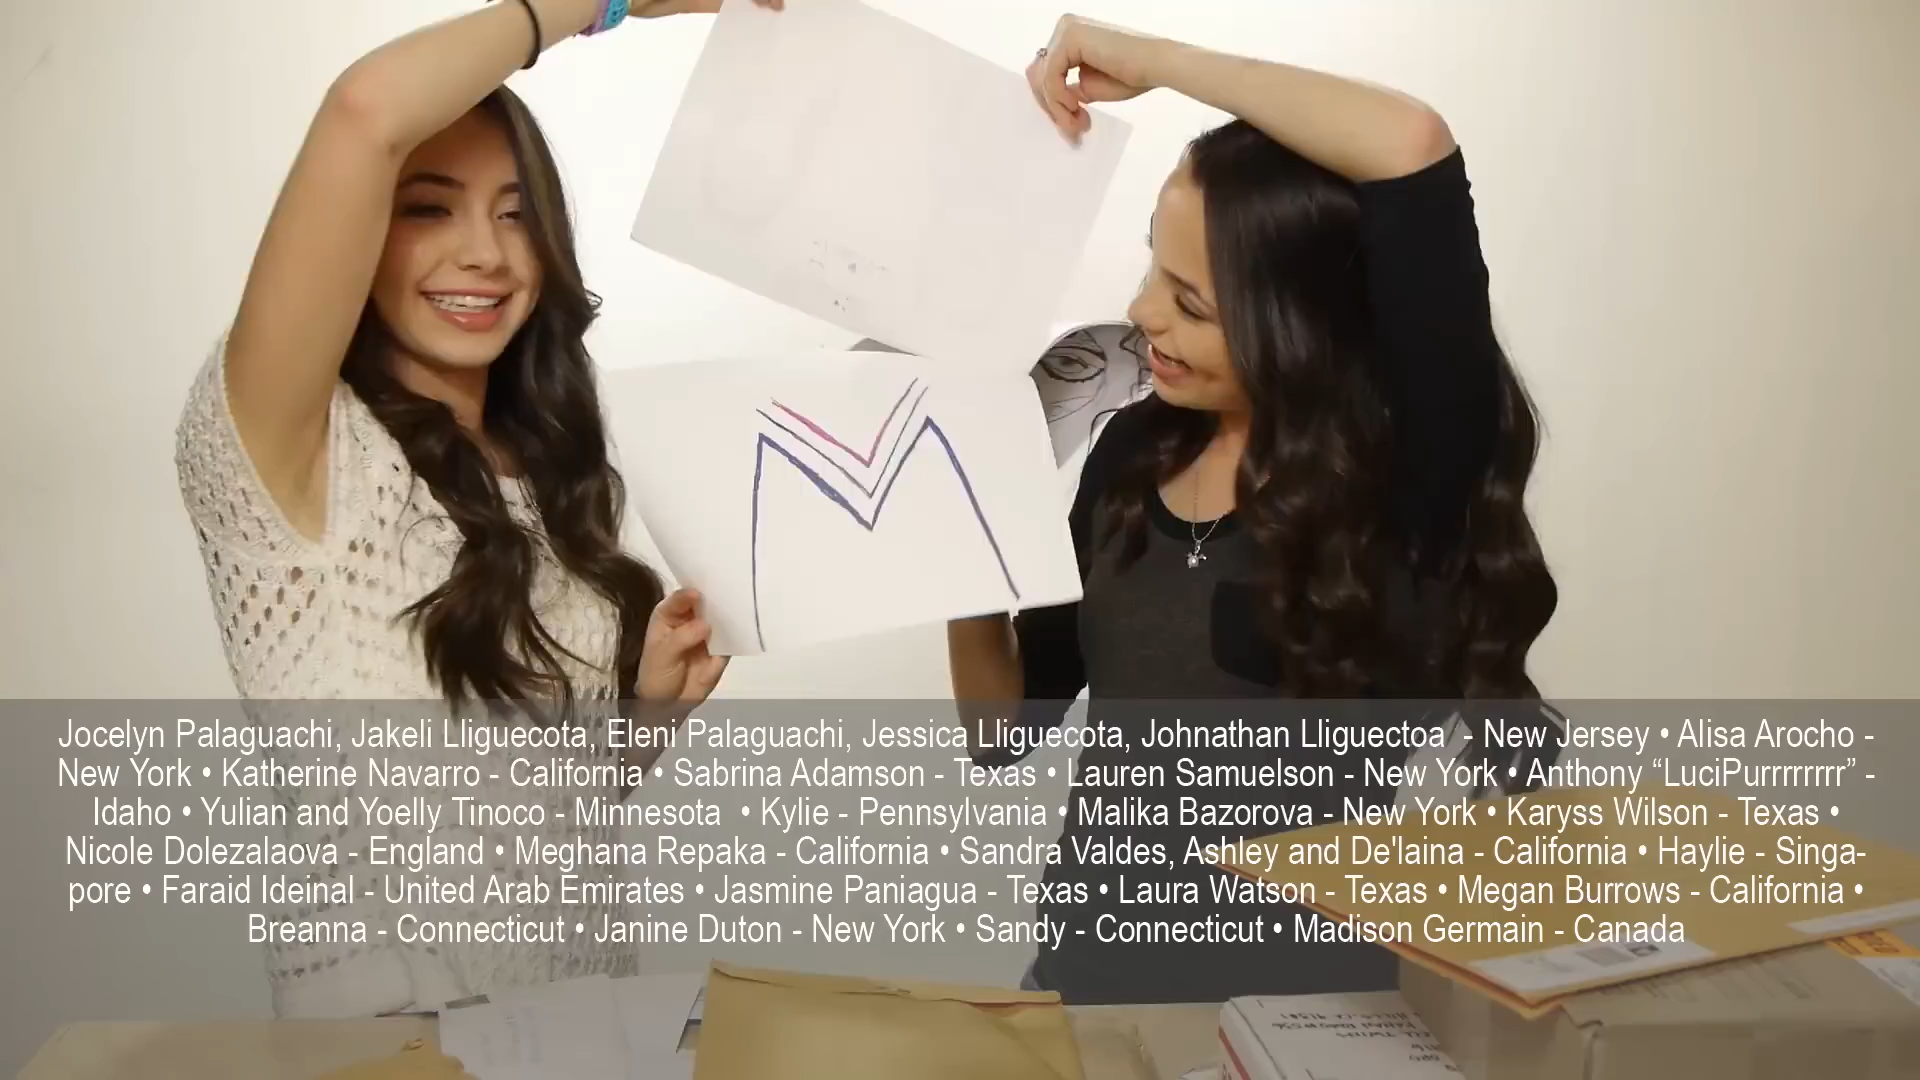 M
Jocelyn Palaguachi, Jakeli Lliguecota, Eleni Palaguachi, Jessica Lliguecota, Johnathan Lliguectoa - New Jersey • Alisa Arocho -
New York • Katherine Navarro - California • Sabrina Adamson - Texas • Lauren Samuelson - New York • Anthony “LuciPurrrrrrrr” -
Idaho • Yulian and Yoelly Tinoco - Minnesota • Kylie - Pennsylvania • Malika Bazorova - New York • Karyss Wilson - Texas •
Nicole Dolezalaova - England • Meghana Repaka - California • Sandra Valdes, Ashley and De'laina - California • Haylie - Singa-
pore • Faraid Ideinal - United Arab Emirates • Jasmine Paniagua - Texas • Laura Watson - Texas • Megan Burrows - California •
Breanna - Connecticut • Janine Duton - New York • Sandy - Connecticut • Madison Germain - Canada